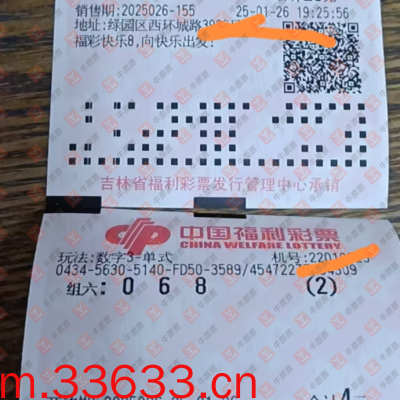 销售期:2025026-155 25-01-26 19:25:56
地址:绿园区西环城路
福彩快乐8,向快乐出发!
吉林省福利彩票发行管理中心承销
中国福利彩票
CHINA WELFARE LOTTERY
玩法:数字3-单式 机号:
0434-5630-5140-FD50-3589/
组六: 0 6 8 (2)
m.33633.cn